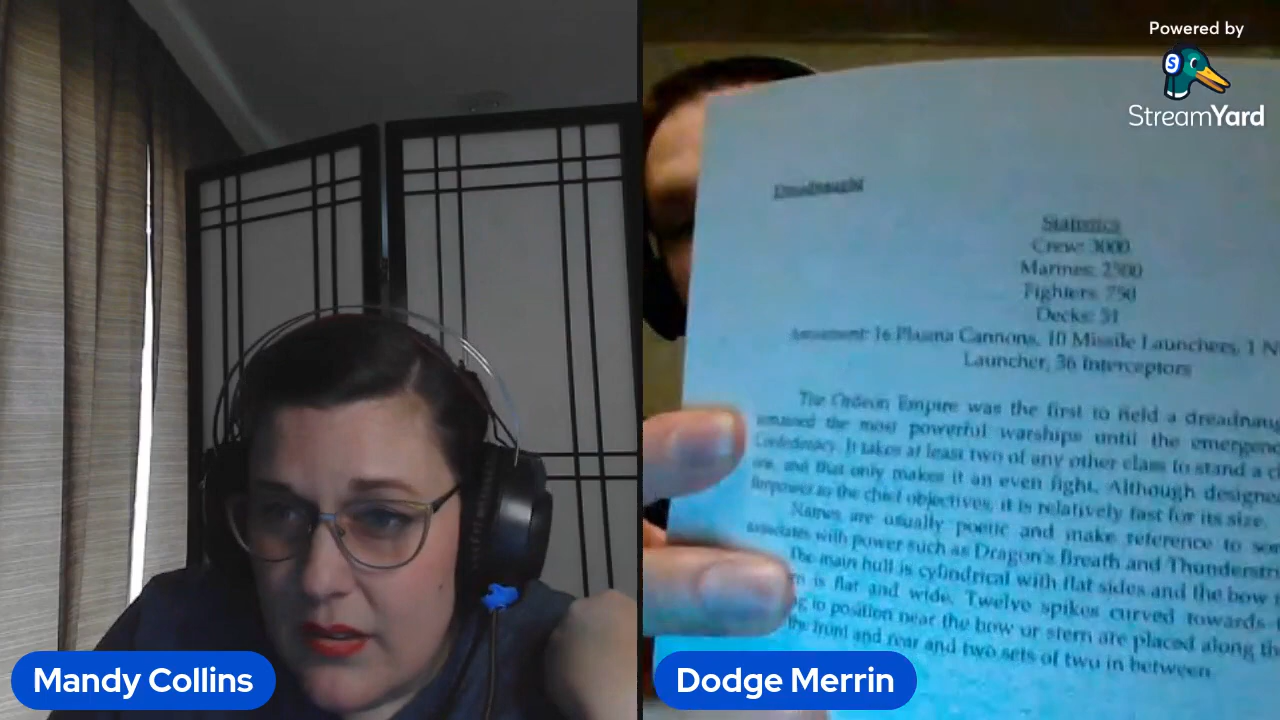 Powered by
StreamYard
Dreadnaught
Statistics
Crew: 3000
Marines: 2500
Fighters: 750
Decks: 51
Armament: 16 Plasma Cannons, 10 Missile Launchers, 1 N
Launcher, 36 Interceptors
The Empire was the first to field a dreadnaug
remained the most powerful warships until the emergenc
Confederacy. It takes at least two of any other class to stand a c
one, and that only makes it an even fight. Although designe
firepower as the chief objectives, it is relatively fast for its size.
Names are usually poetic and make reference to so
associates with power such as Dragon's Breath and Thunderstr
The main hull is cylindrical with flat sides and the bow
is flat and wide. Twelve spikes curved towards
to position near the bow or stern are placed along th
the front and rear and two sets of two in between.
Mandy Collins
Dodge Merrin